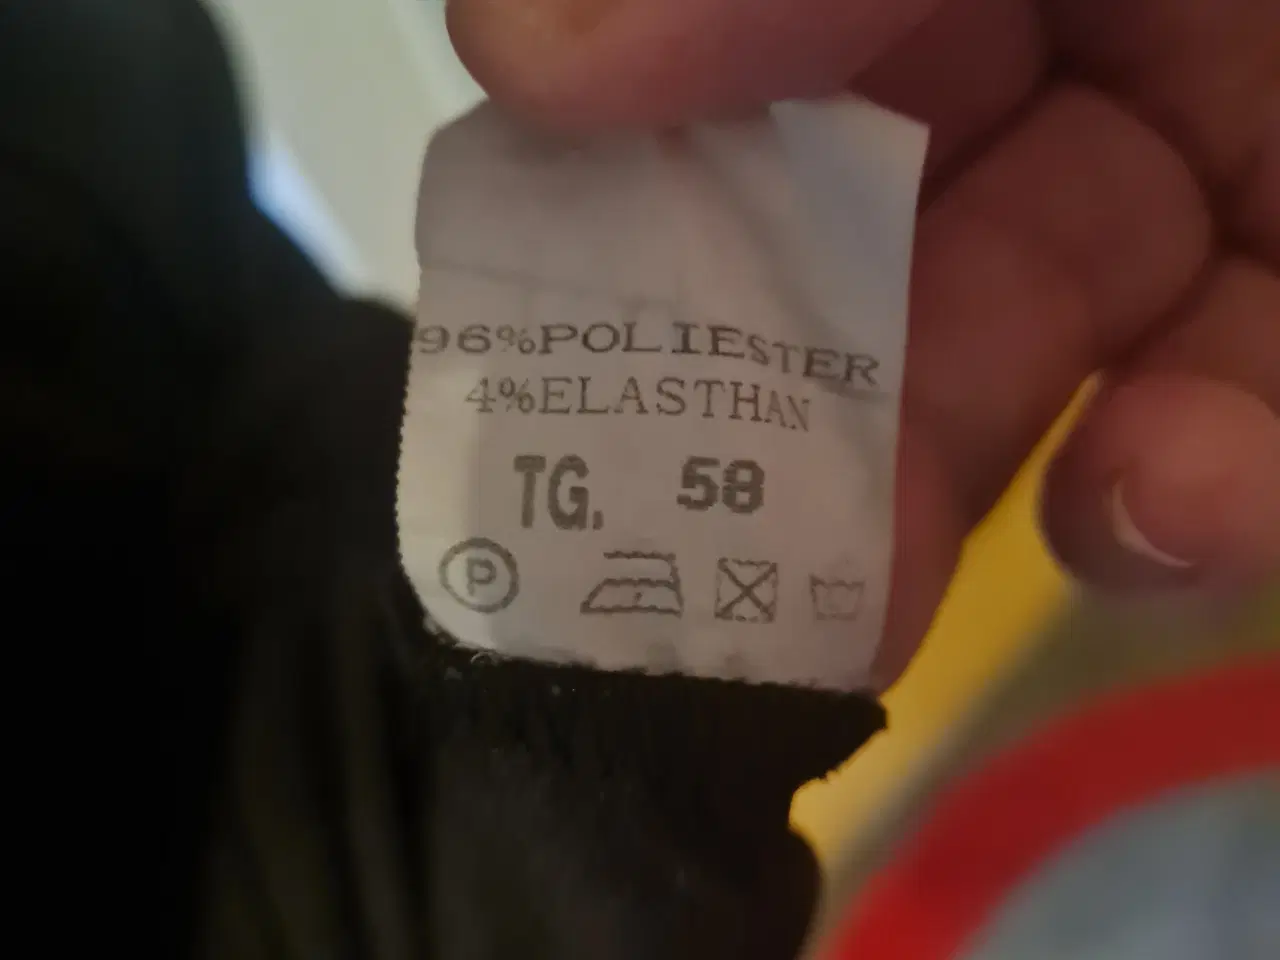 96%POLIESTER
4%ELASTHAN
TG. 58
P